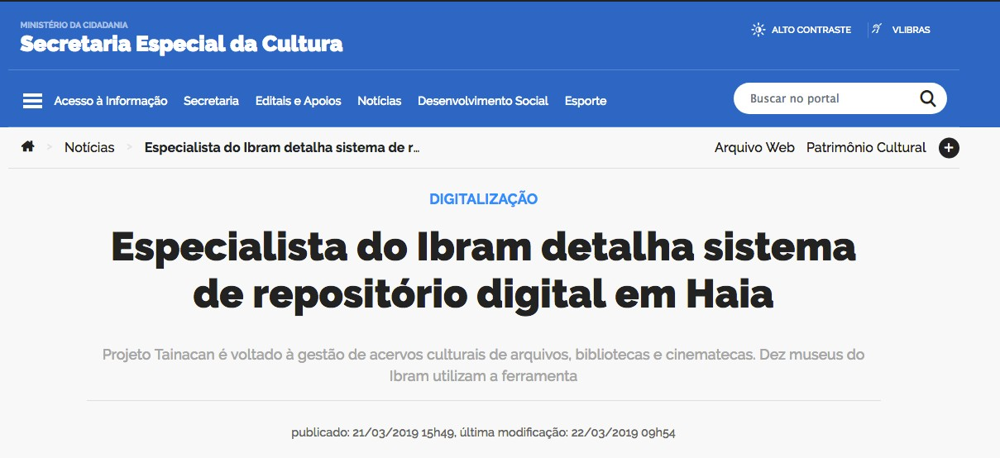 MINISTÉRIO DA CIDADANIA
Secretaria Especial da Cultura
ALTO CONTRASTE
VLIBRAS
Acesso à Informação Secretaria Editais e Apoios Notícias Desenvolvimento Social Esporte
Buscar no portal
Notícias > Especialista do Ibram detalha sistema de r...
Arquivo Web Patrimônio Cultural
DIGITALIZAÇÃO
Especialista do Ibram detalha sistema
de repositório digital em Haia
Projeto Tainacan é voltado à gestão de acervos culturais de arquivos, bibliotecas e cinematecas. Dez museus do
Ibram utilizam a ferramenta
publicado: 21/03/2019 15h49, última modificação: 22/03/2019 09h54